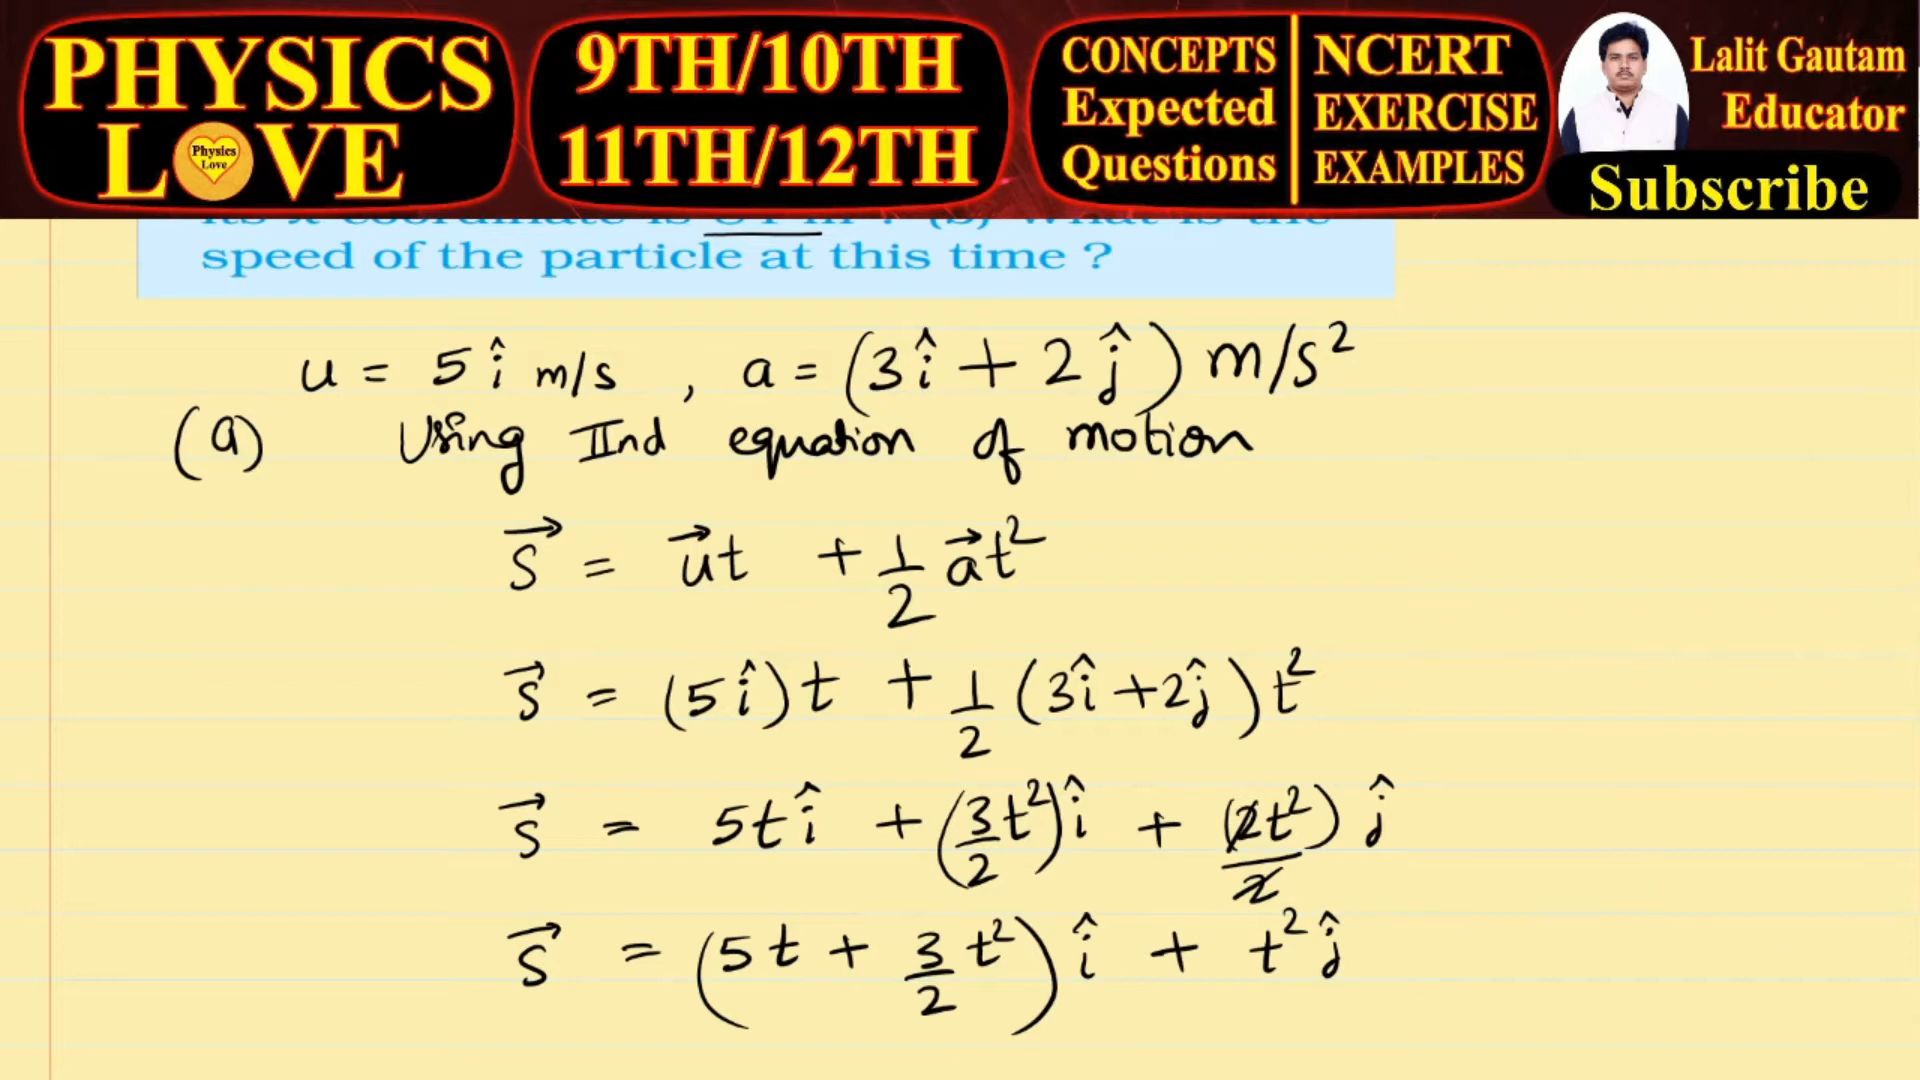 PHYSICS
LOVE
Physics
Love
9TH/10TH
11TH/12TH
CONCEPTS
Expected
Questions
NCERT
EXERCISE
EXAMPLES
Lalit Gautam
Educator
Subscribe
speed of the particle at this time ?
u = 5 î m/s , a = (3î + 2ĵ) m/s²
(a) Using IInd equation of motion
s⃗ = u⃗t + 1/2 a⃗t²
s⃗ = (5î)t + 1/2 (3î+2ĵ)t²
s⃗ = 5tî + (3/2 t²)î + (2t²)/2 ĵ
s⃗ = (5t + 3/2 t²) î + t²ĵ